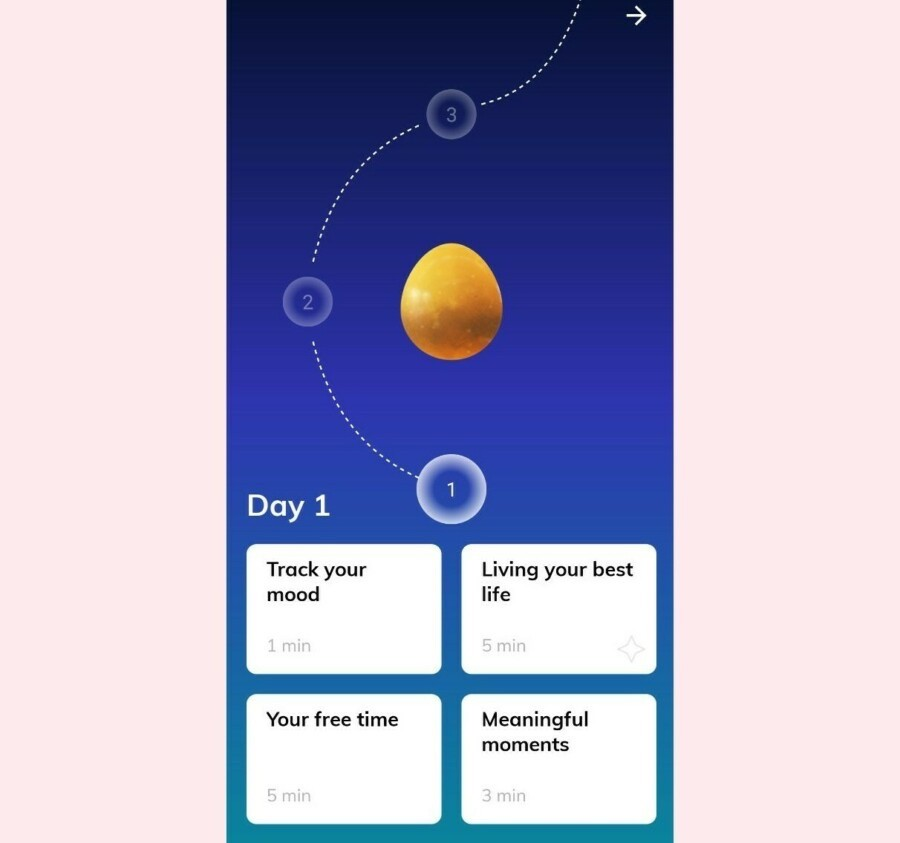 3
2
1
Day 1
Track your
mood
1 min
Living your best
life
5 min
Your free time
5 min
Meaningful
moments
3 min